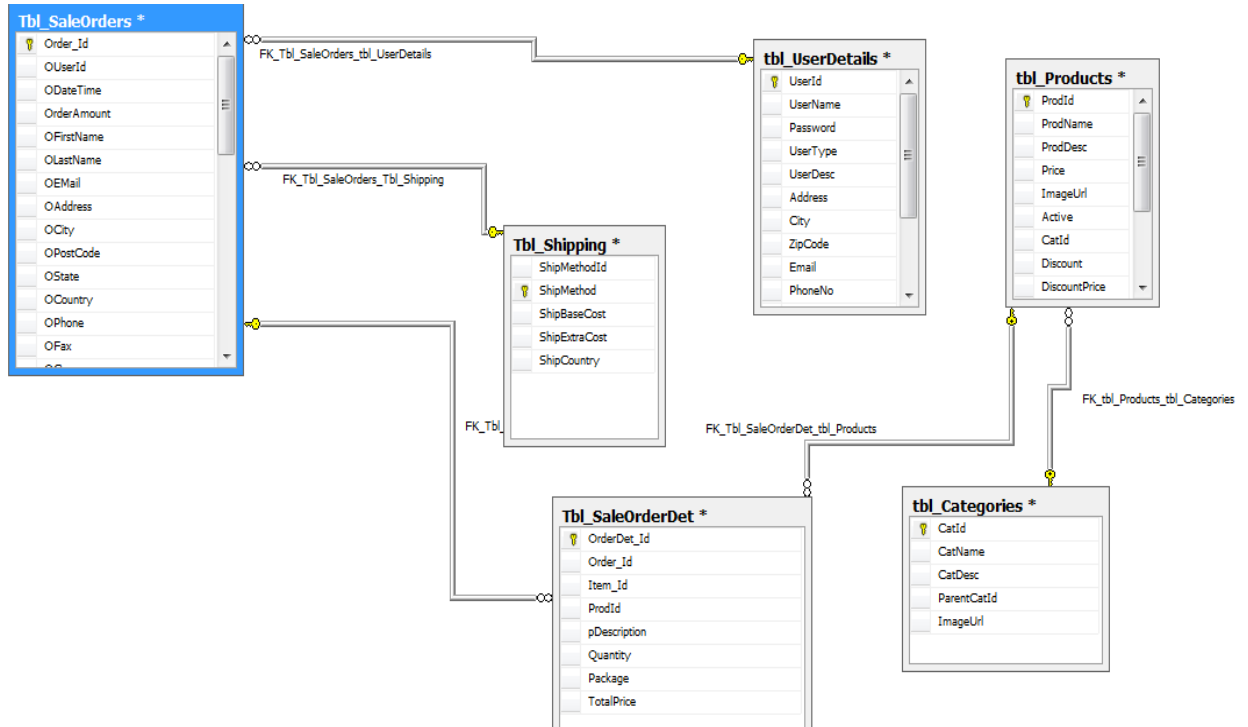 Tbl_SaleOrders *
Order_Id
OUserId
ODateTime
OrderAmount
OFirstName
OLastName
OEMail
OAddress
OCity
OPostCode
OState
OCountry
OPhone
OFax
FK_Tbl_SaleOrders_tbl_UserDetails
FK_Tbl_SaleOrders_Tbl_Shipping
tbl_UserDetails *
UserId
UserName
Password
UserType
UserDesc
Address
City
ZipCode
Email
PhoneNo
tbl_Products *
ProdId
ProdName
ProdDesc
Price
ImageUrl
Active
CatId
Discount
DiscountPrice
Tbl_Shipping *
ShipMethodId
ShipMethod
ShipBaseCost
ShipExtraCost
ShipCountry
FK_Tbl_
FK_Tbl_SaleOrderDet_tbl_Products
FK_tbl_Products_tbl_Categories
Tbl_SaleOrderDet *
OrderDet_Id
Order_Id
Item_Id
ProdId
pDescription
Quantity
Package
TotalPrice
tbl_Categories *
CatId
CatName
CatDesc
ParentCatId
ImageUrl